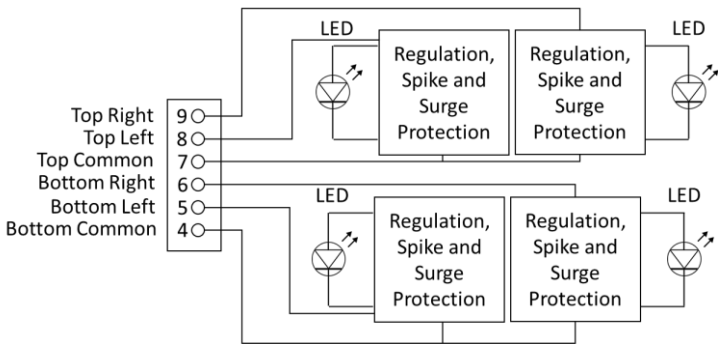 LED
LED
Regulation,
Spike and
Surge
Protection
Regulation,
Spike and
Surge
Protection
Top Right 9
Top Left 8
Top Common 7
Bottom Right 6
Bottom Left 5
Bottom Common 4
LED
LED
Regulation,
Spike and
Surge
Protection
Regulation,
Spike and
Surge
Protection